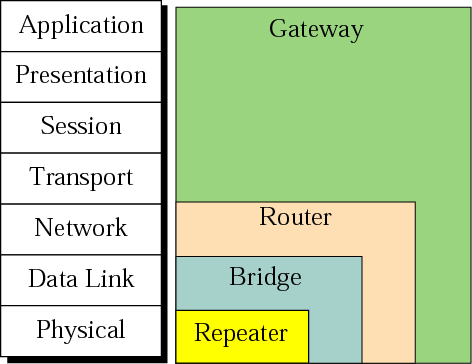 Application
Presentation
Session
Transport
Network
Data Link
Physical
Gateway
Router
Bridge
Repeater